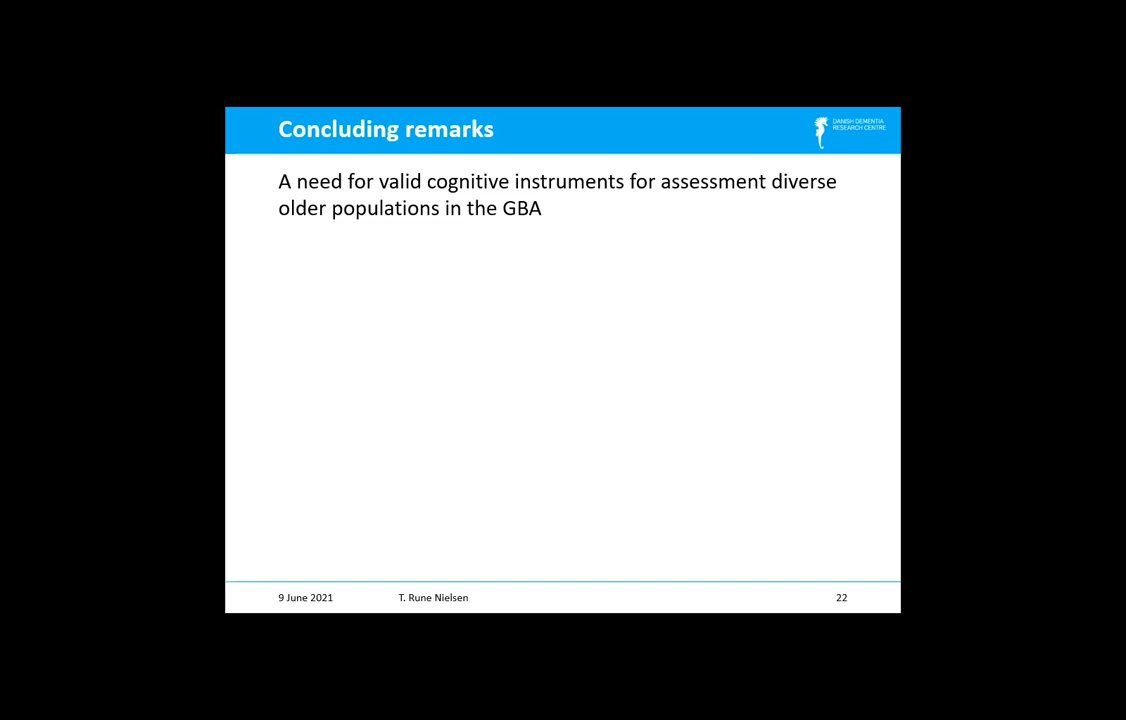 Concluding remarks
DANISH DEMENTIA
RESEARCH CENTRE
A need for valid cognitive instruments for assessment diverse
older populations in the GBA
9 June 2021
T. Rune Nielsen
22